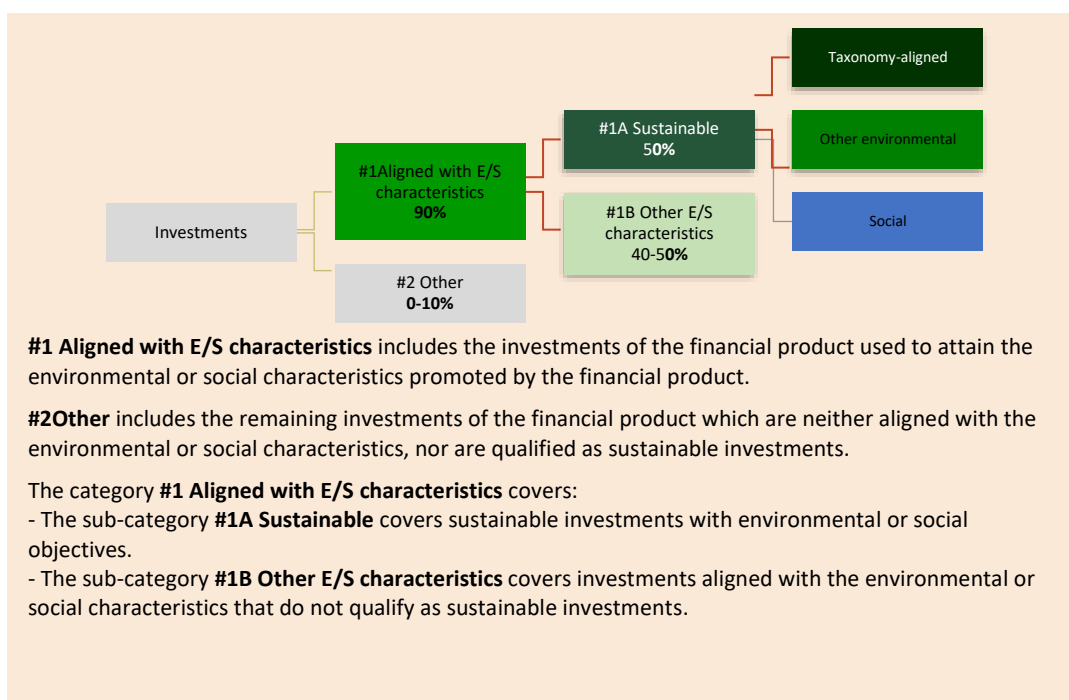 Taxonomy-aligned
#1A Sustainable
50%
Other environmental
#1Aligned with E/S
characteristics
90%
#1B Other E/S
characteristics
40-50%
Social
Investments
#2 Other
0-10%
#1 Aligned with E/S characteristics includes the investments of the financial product used to attain the
environmental or social characteristics promoted by the financial product.
#2Other includes the remaining investments of the financial product which are neither aligned with the
environmental or social characteristics, nor are qualified as sustainable investments.
The category #1 Aligned with E/S characteristics covers:
- The sub-category #1A Sustainable covers sustainable investments with environmental or social
objectives.
- The sub-category #1B Other E/S characteristics covers investments aligned with the environmental or
social characteristics that do not qualify as sustainable investments.